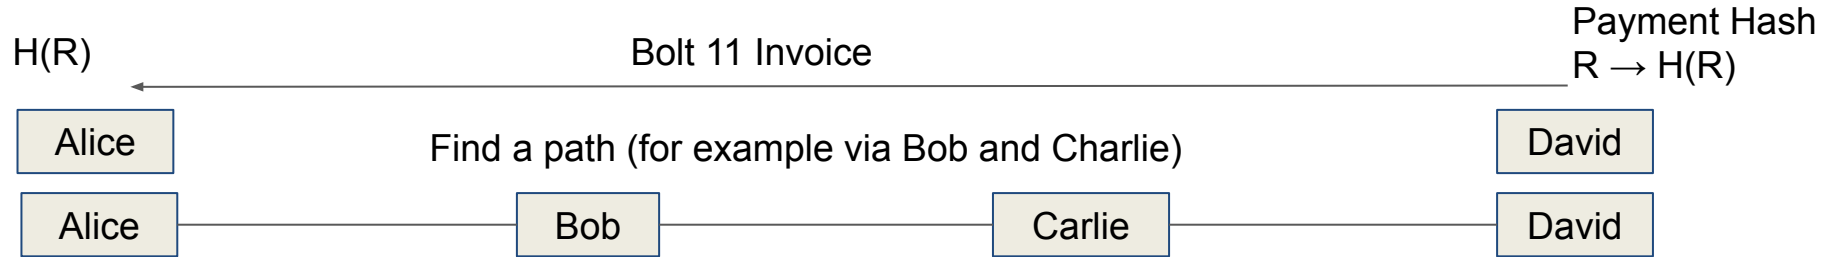 Payment Hash
H(R) Bolt 11 Invoice R → H(R)
Alice Find a path (for example via Bob and Charlie) David
Alice Bob Carlie David